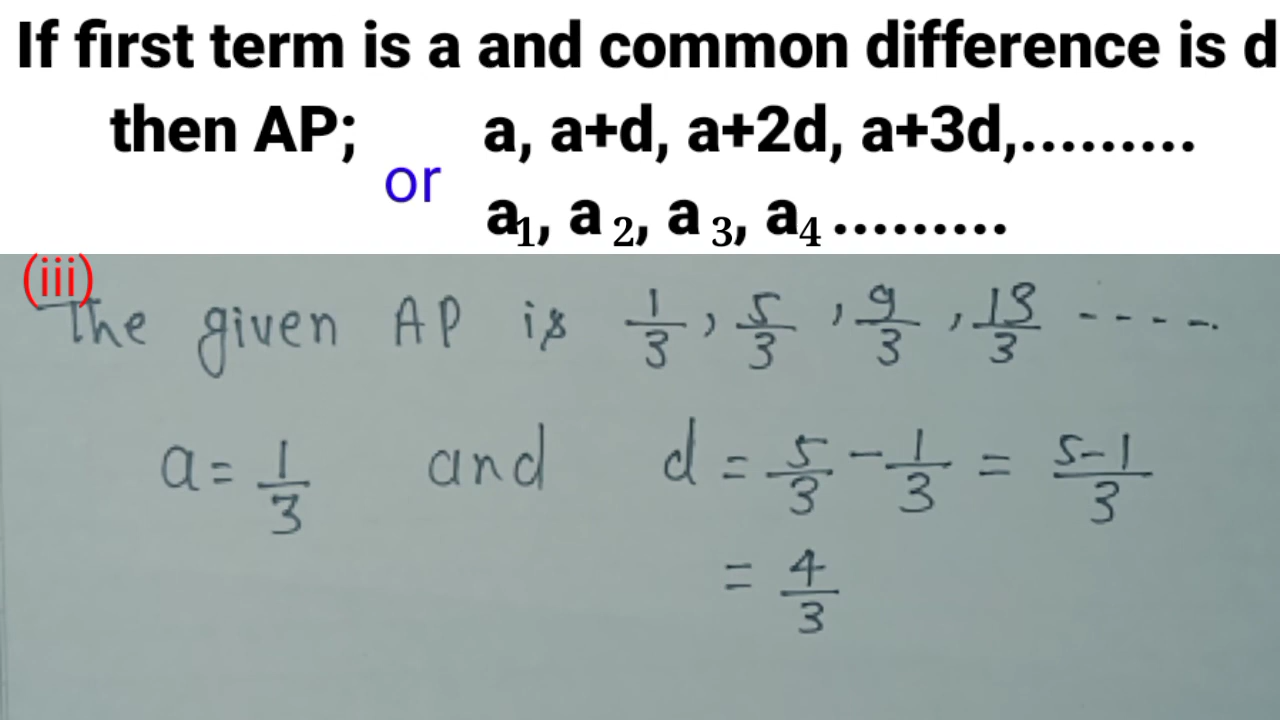 If first term is a and common difference is d
then AP; a, a+d, a+2d, a+3d,.........
or
a₁, a ₂, a ₃, a₄ .........
(iii)
The given AP is 1/3, 5/3, 9/3, 13/3 - - - - .
a = 1/3 and d = 5/3 - 1/3 = 5-1/3
= 4/3